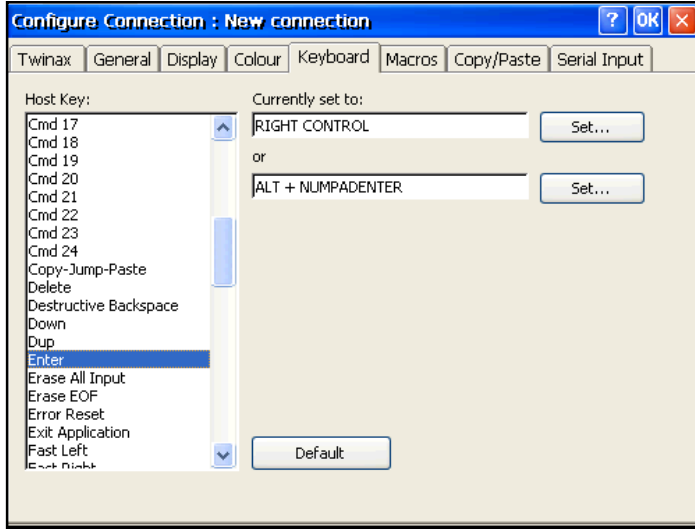 Configure Connection : New connection
? OK X
Twinax General Display Colour Keyboard Macros Copy/Paste Serial Input
Host Key:
Cmd 17
Cmd 18
Cmd 19
Cmd 20
Cmd 21
Cmd 22
Cmd 23
Cmd 24
Copy-Jump-Paste
Delete
Destructive Backspace
Down
Dup
Enter
Erase All Input
Erase EOF
Error Reset
Exit Application
Fast Left
Fast Right
Currently set to:
RIGHT CONTROL
Set...
or
ALT + NUMPADENTER
Set...
Default